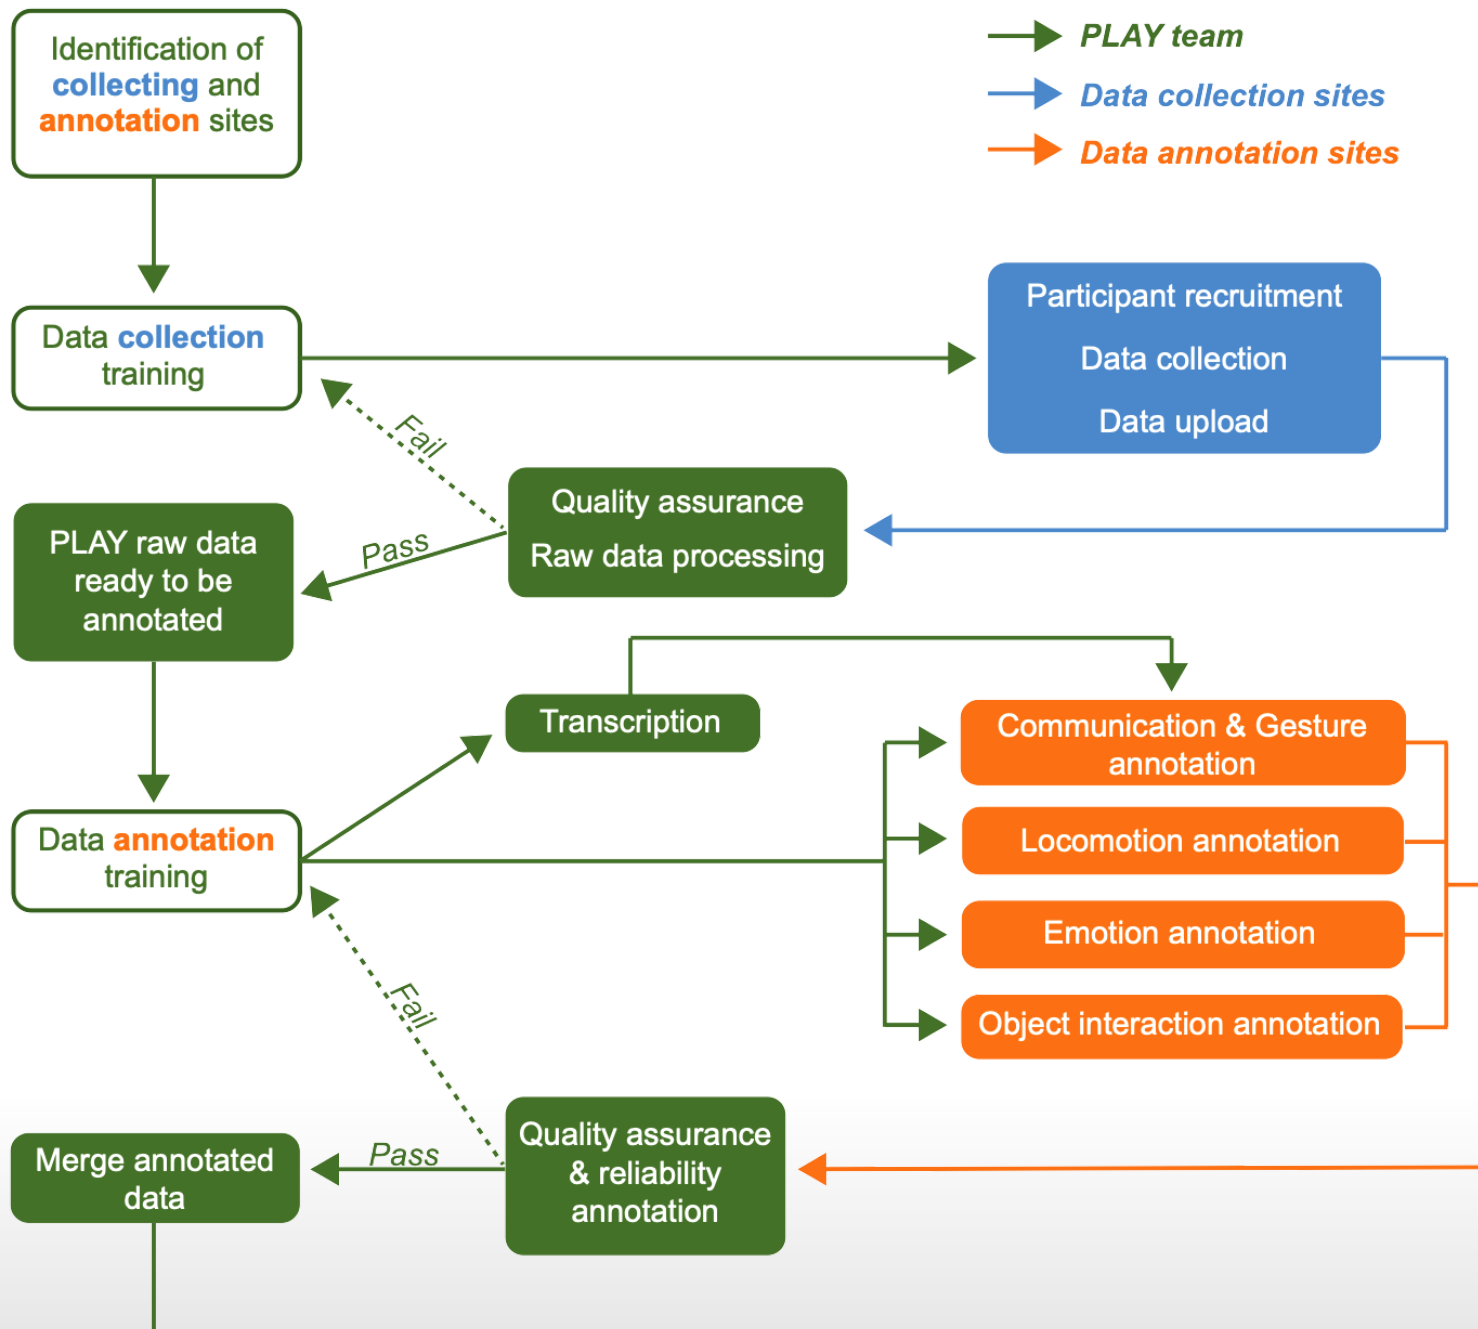 Identification of
collecting and
annotation sites
PLAY team
Data collection sites
Data annotation sites
Data collection
training
Participant recruitment
Data collection
Data upload
Fail
Quality assurance
Raw data processing
Pass
PLAY raw data
ready to be
annotated
Transcription
Communication & Gesture
annotation
Data annotation
training
Locomotion annotation
Emotion annotation
Object interaction annotation
Fail
Quality assurance
& reliability
annotation
Pass
Merge annotated
data